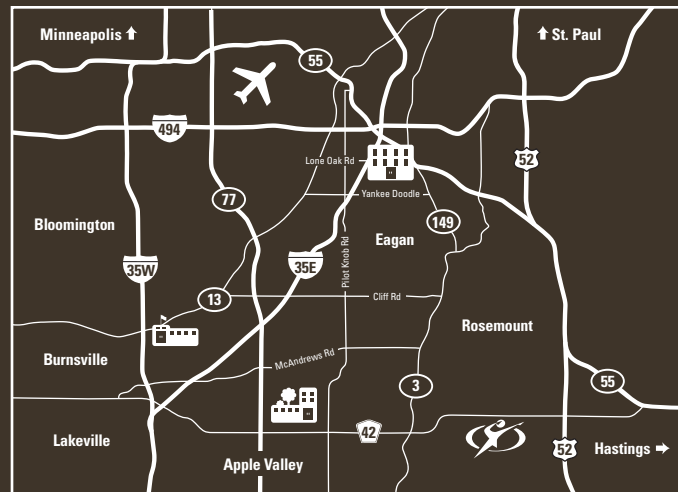 Minneapolis
St. Paul
55
494
52
Lone Oak Rd
Yankee Doodle
77
149
Bloomington
Eagan
Pilot Knob Rd
35W
35E
13
Cliff Rd
Rosemount
Burnsville
McAndrews Rd
3
55
42
Lakeville
Apple Valley
52
Hastings